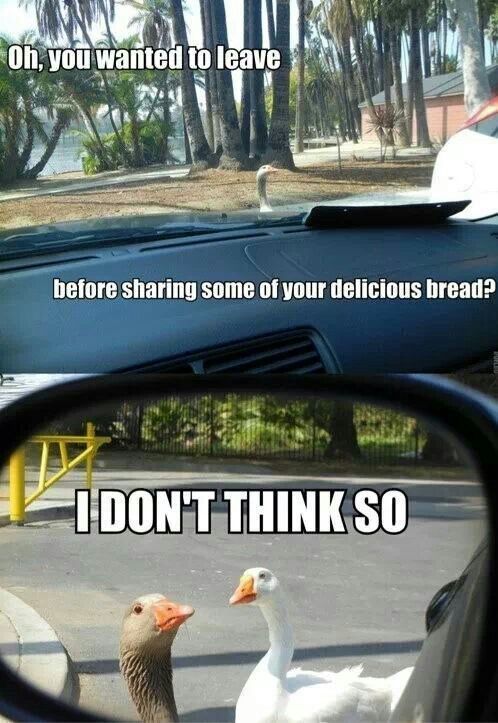 Oh, you wanted to leave
before sharing some of your delicious bread?
I DON'T THINK SO